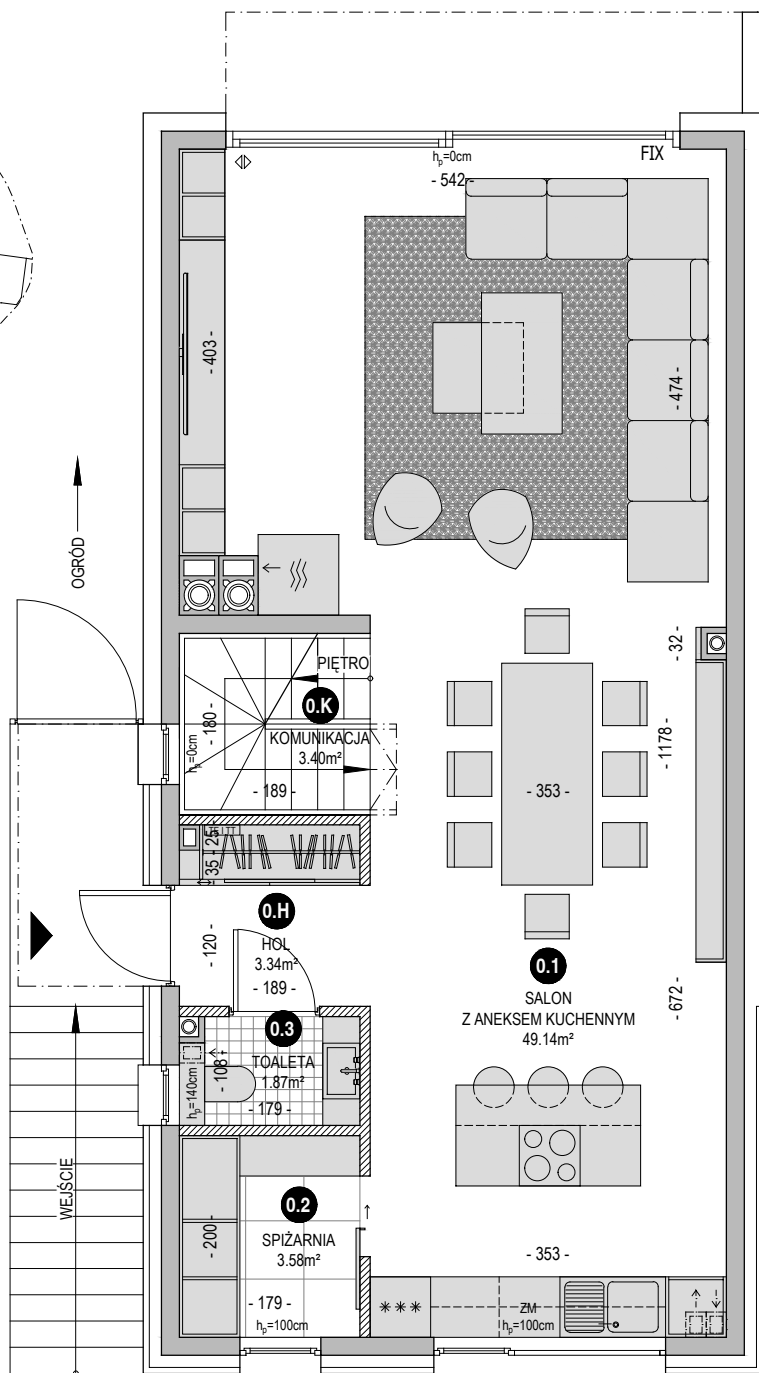 hp=0cm
FIX
- 542 -
- 403 -
- 474 -
OGRÓD
- 32 -
PIĘTRO
0.K
- 180 -
hp=0cm
KOMUNIKACJA
3.40m²
- 189 -
- 1178 -
- 353 -
- 35 - 25 -
0.H
HOL
3.34m²
- 120 -
- 189 -
0.1
SALON
Z ANEKSEM KUCHENNYM
49.14m²
- 672 -
0.3
TOALETA
1.87m²
- 108 -
hp=140cm
- 179 -
WEJŚCIE
0.2
SPIŻARNIA
3.58m²
- 200 -
- 353 -
- 179 -
hp=100cm
***
ZM
hp=100cm